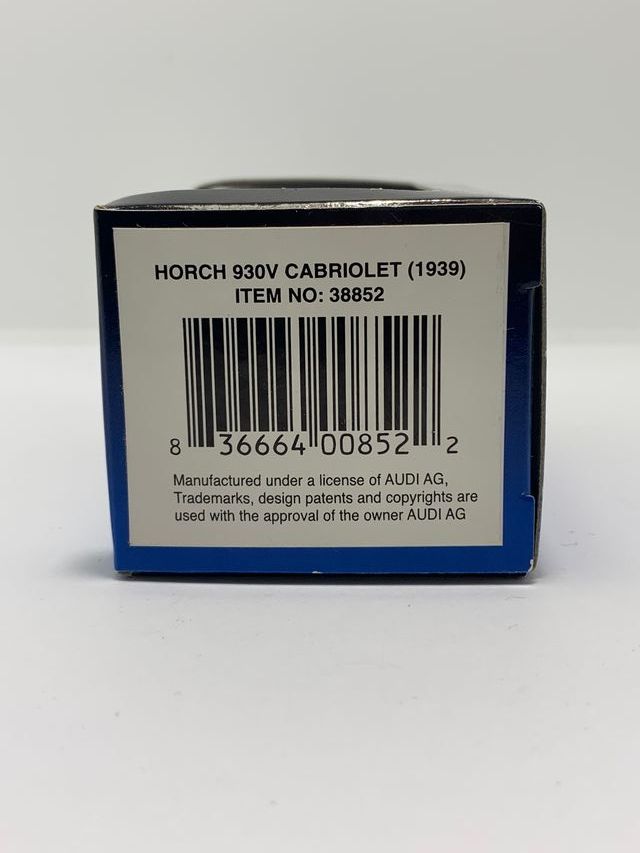 HORCH 930V CABRIOLET (1939)
ITEM NO: 38852
8 36664 00852 2
Manufactured under a license of AUDI AG,
Trademarks, design patents and copyrights are
used with the approval of the owner AUDI AG